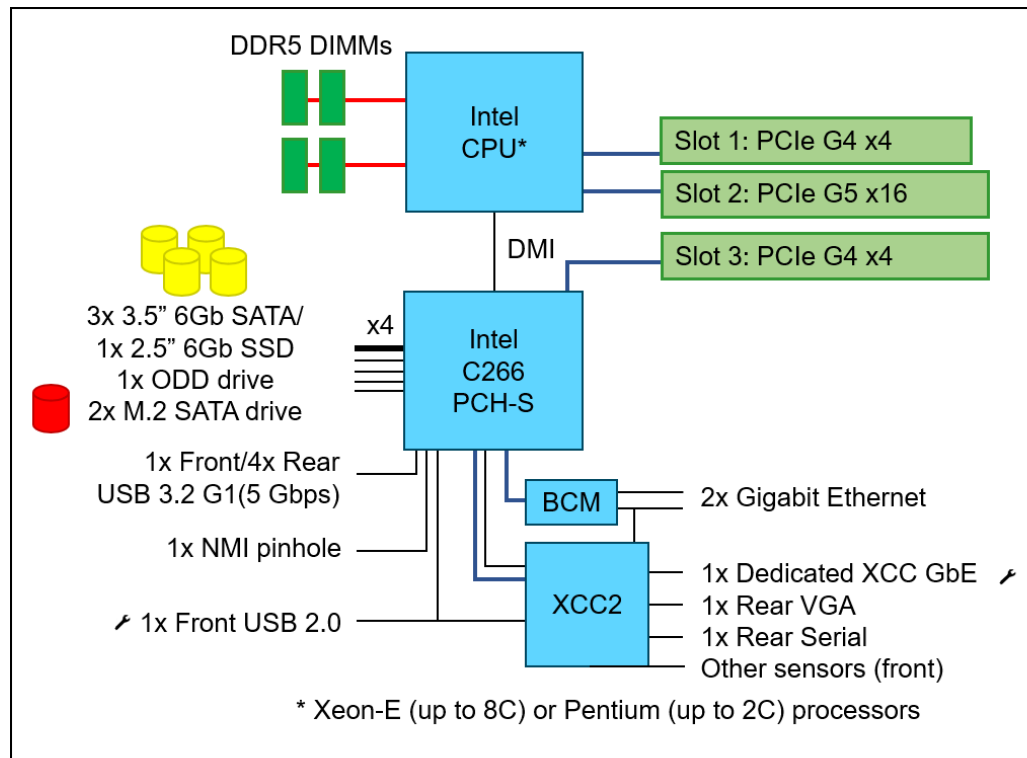 DDR5 DIMMs
Intel
CPU*
Slot 1: PCIe G4 x4
Slot 2: PCIe G5 x16
DMI
Slot 3: PCIe G4 x4
3x 3.5” 6Gb SATA/
1x 2.5” 6Gb SSD
1x ODD drive
2x M.2 SATA drive
x4
Intel
C266
PCH-S
1x Front/4x Rear
USB 3.2 G1(5 Gbps)
BCM
2x Gigabit Ethernet
1x NMI pinhole
XCC2
1x Dedicated XCC GbE
1x Rear VGA
1x Front USB 2.0
1x Rear Serial
Other sensors (front)
* Xeon-E (up to 8C) or Pentium (up to 2C) processors